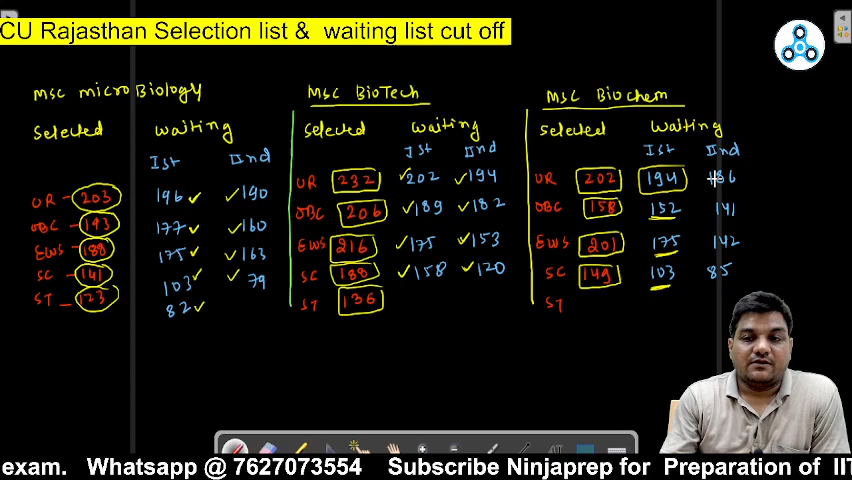 CU Rajasthan Selection list & waiting list cut off
MSC microBiology
Selected Waiting
Ist IInd
UR - 203 196 190
OBC - 193 177 160
EWS - 188 175 163
SC - 141 103 79
ST - 123 82
MSC BioTech
Selected Waiting
Ist IInd
UR 232 202 194
OBC 206 189 182
EWS 216 175 153
SC 188 158 120
ST 136
MSC Biochem
Selected Waiting
Ist IInd
UR 202 194 186
OBC 158 152 141
EWS 201 175 142
SC 149 103 85
ST
exam. Whatsapp @ 7627073554 Subscribe Ninjaprep for Preparation of IIT